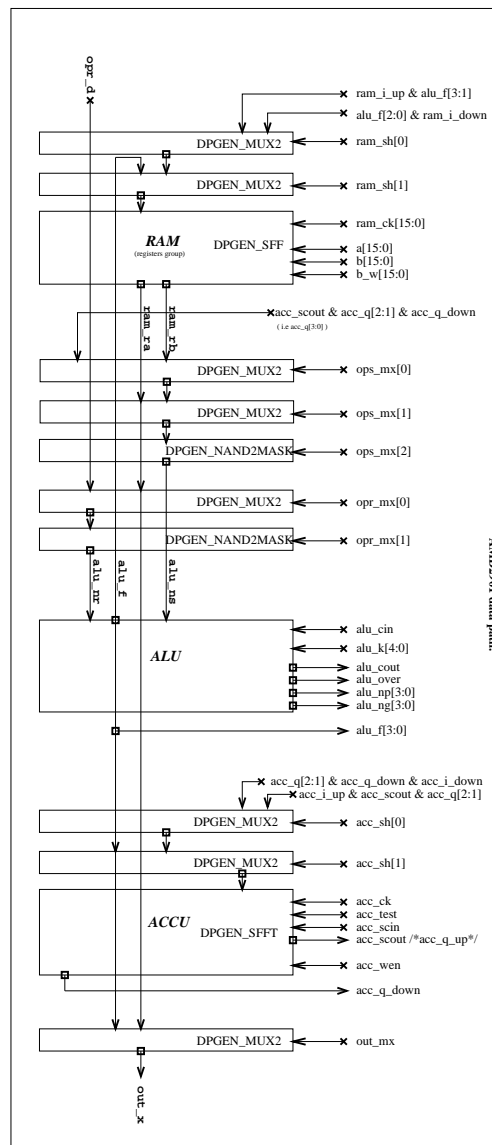 opr_d
ram_i_up & alu_f[3:1]
alu_f[2:0] & ram_i_down
DPGEN_MUX2
ram_sh[0]
DPGEN_MUX2
ram_sh[1]
RAM
(registers group)
DPGEN_SFF
ram_ck[15:0]
a[15:0]
b[15:0]
b_w[15:0]
ram_ra
ram_rb
acc_scout & acc_q[2:1] & acc_q_down
( i.e acc_q[3:0] )
DPGEN_MUX2
ops_mx[0]
DPGEN_MUX2
ops_mx[1]
DPGEN_NAND2MASK
ops_mx[2]
DPGEN_MUX2
opr_mx[0]
DPGEN_NAND2MASK
opr_mx[1]
alu_nr
alu_f
alu_ns
ALU
alu_cin
alu_k[4:0]
alu_cout
alu_over
alu_np[3:0]
alu_ng[3:0]
alu_f[3:0]
acc_q[2:1] & acc_q_down & acc_i_down
acc_i_up & acc_scout & acc_q[2:1]
DPGEN_MUX2
acc_sh[0]
DPGEN_MUX2
acc_sh[1]
ACCU
DPGEN_SFFT
acc_ck
acc_test
acc_scin
acc_scout /*acc_q_up*/
acc_wen
acc_q_down
DPGEN_MUX2
out_mx
out_x